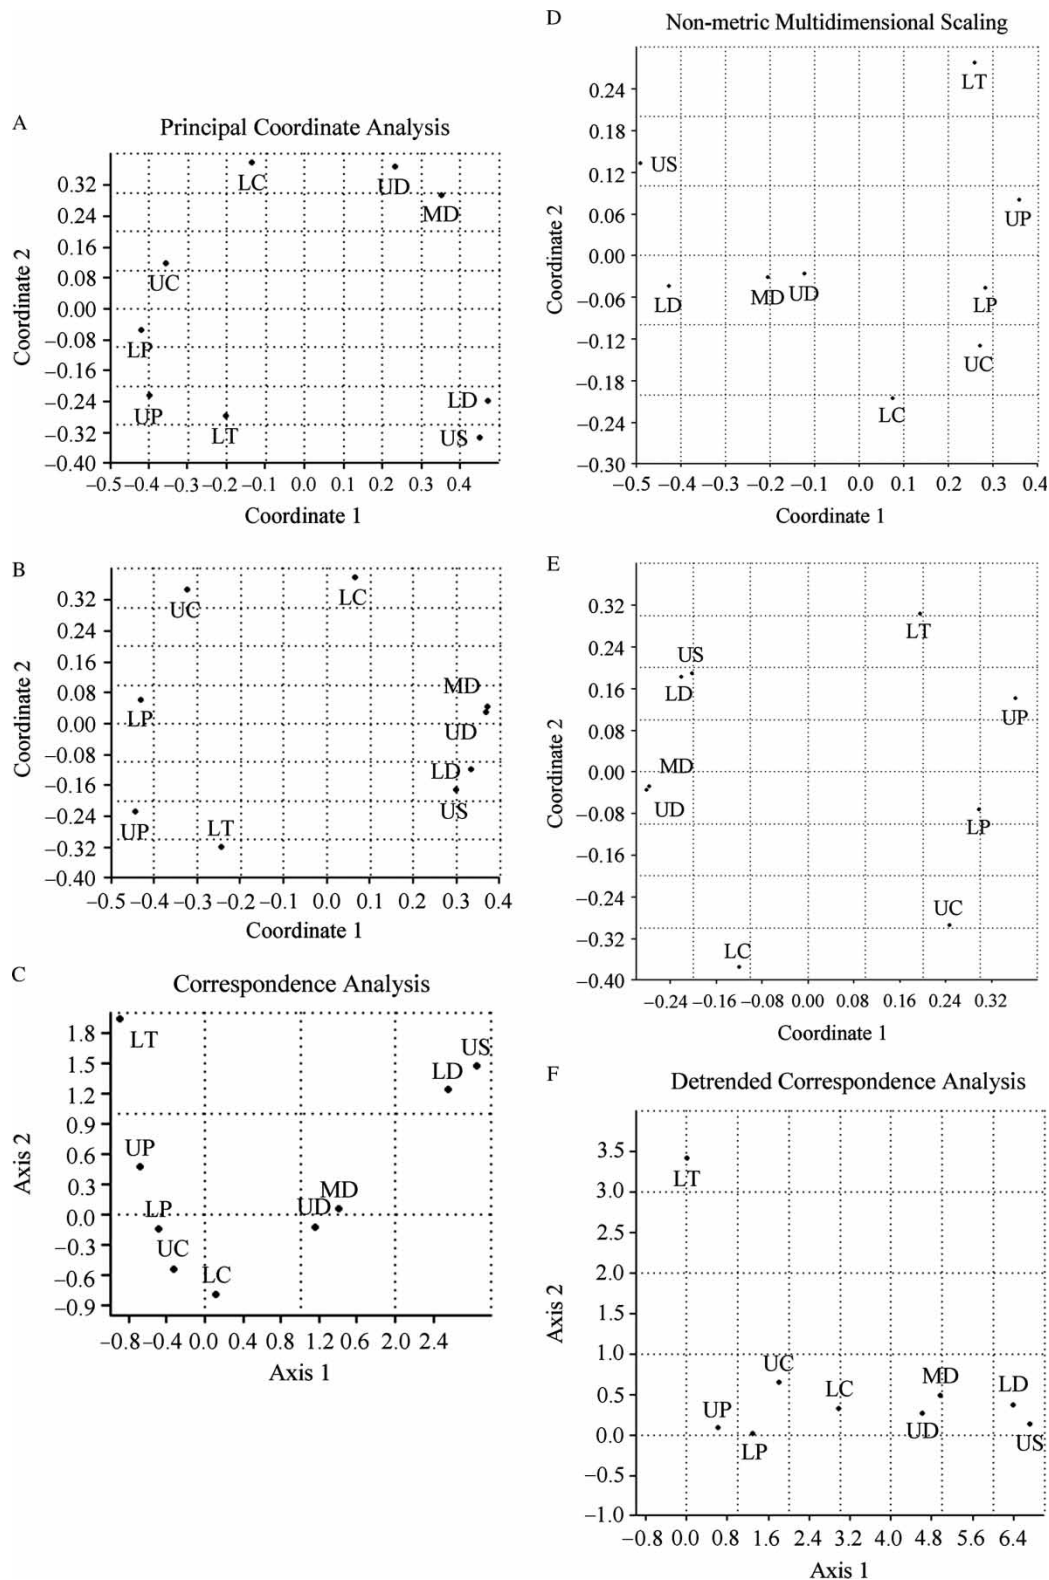 A
Principal Coordinate Analysis
0.32
0.24
0.16
0.08
0.00
−0.08
−0.16
−0.24
−0.32
−0.40
Coordinate 2
LC
UD
MD
UC
LP
UP
LT
LD
US
−0.5 −0.4 −0.3 −0.2 −0.1 0.0 0.1 0.2 0.3 0.4
Coordinate 1
B
0.32
0.24
0.16
0.08
0.00
−0.08
−0.16
−0.24
−0.32
−0.40
Coordinate 2
UC
LC
MD
LP
UD
LD
US
UP
LT
−0.5 −0.4 −0.3 −0.2 −0.1 0.0 0.1 0.2 0.3 0.4
Coordinate 1
C
Correspondence Analysis
1.8
1.5
1.2
0.9
0.6
0.3
0.0
−0.3
−0.6
−0.9
Axis 2
LT
US
LD
UP
MD
LP
UD
UC
LC
−0.8 −0.4 0.0 0.4 0.8 1.2 1.6 2.0 2.4
Axis 1
D
Non-metric Multidimensional Scaling
0.24
0.18
0.12
0.06
0.00
−0.06
−0.12
−0.18
−0.24
−0.30
Coordinate 2
LT
US
UP
LD
MD
UD
LP
UC
LC
−0.5 −0.4 −0.3 −0.2 −0.1 0.0 0.1 0.2 0.3 0.4
Coordinate 1
E
0.32
0.24
0.16
0.08
0.00
−0.08
−0.16
−0.24
−0.32
−0.40
Coordinate 2
LT
US
LD
UP
MD
UD
LP
UC
LC
−0.24 −0.16 −0.08 0.00 0.08 0.16 0.24 0.32
Coordinate 1
F
Detrended Correspondence Analysis
3.5
3.0
2.5
2.0
1.5
1.0
0.5
0.0
−0.5
−1.0
Axis 2
LT
UC
MD
LD
LC
UP
UD
US
LP
−0.8 0.0 0.8 1.6 2.4 3.2 4.0 4.8 5.6 6.4
Axis 1